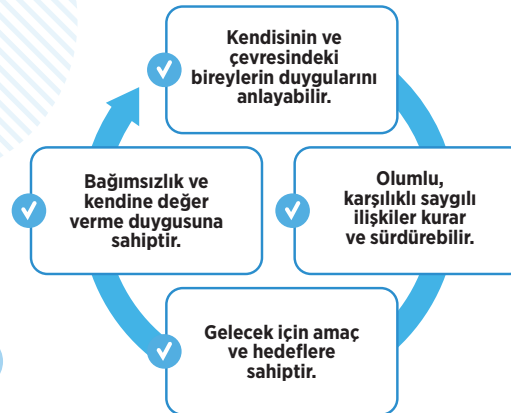 Kendisinin ve
çevresindeki
bireylerin duygularını
anlayabilir.
Olumlu,
karşılıklı saygılı
ilişkiler kurar
ve sürdürebilir.
Gelecek için amaç
ve hedeflere
sahiptir.
Bağımsızlık ve
kendine değer
verme duygusuna
sahiptir.